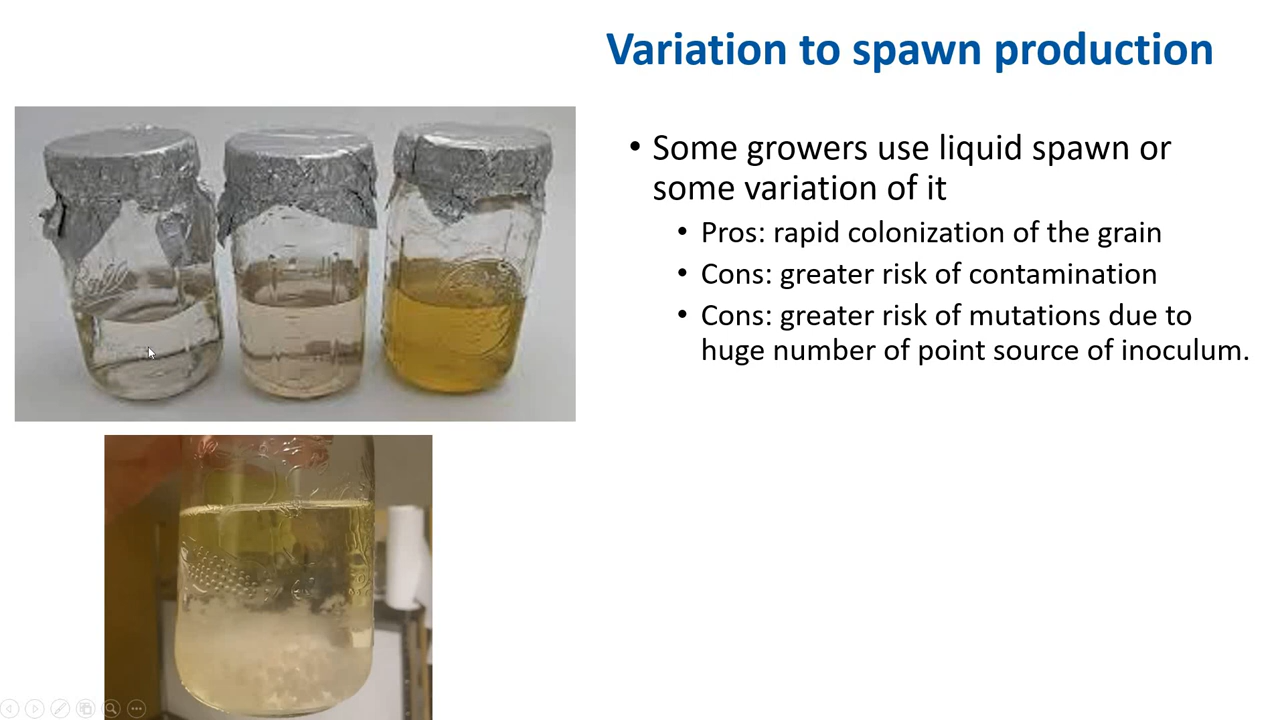 Variation to spawn production
• Some growers use liquid spawn or
some variation of it
• Pros: rapid colonization of the grain
• Cons: greater risk of contamination
• Cons: greater risk of mutations due to
huge number of point source of inoculum.